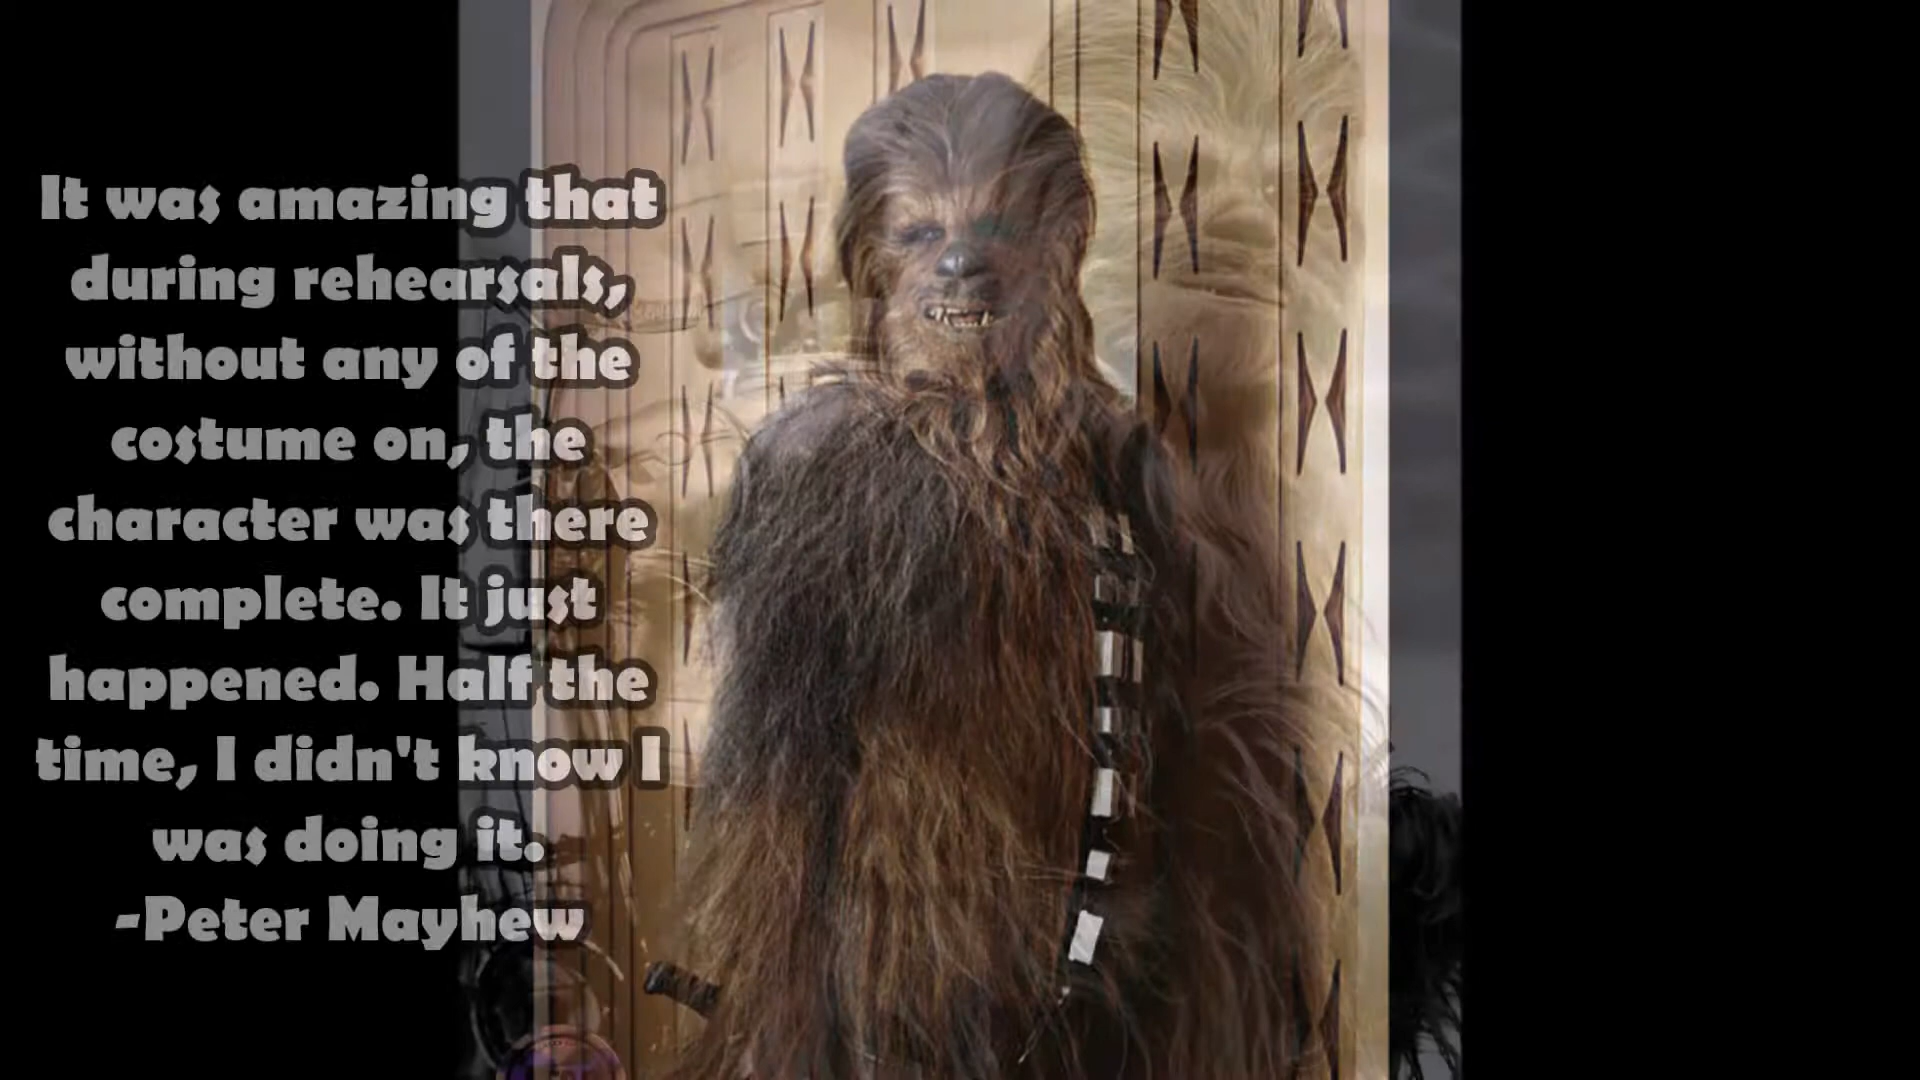 It was amazing that
during rehearsals,
without any of the
costume on, the
character was there
complete. It just
happened. Half the
time, I didn't know I
was doing it.
-Peter Mayhew